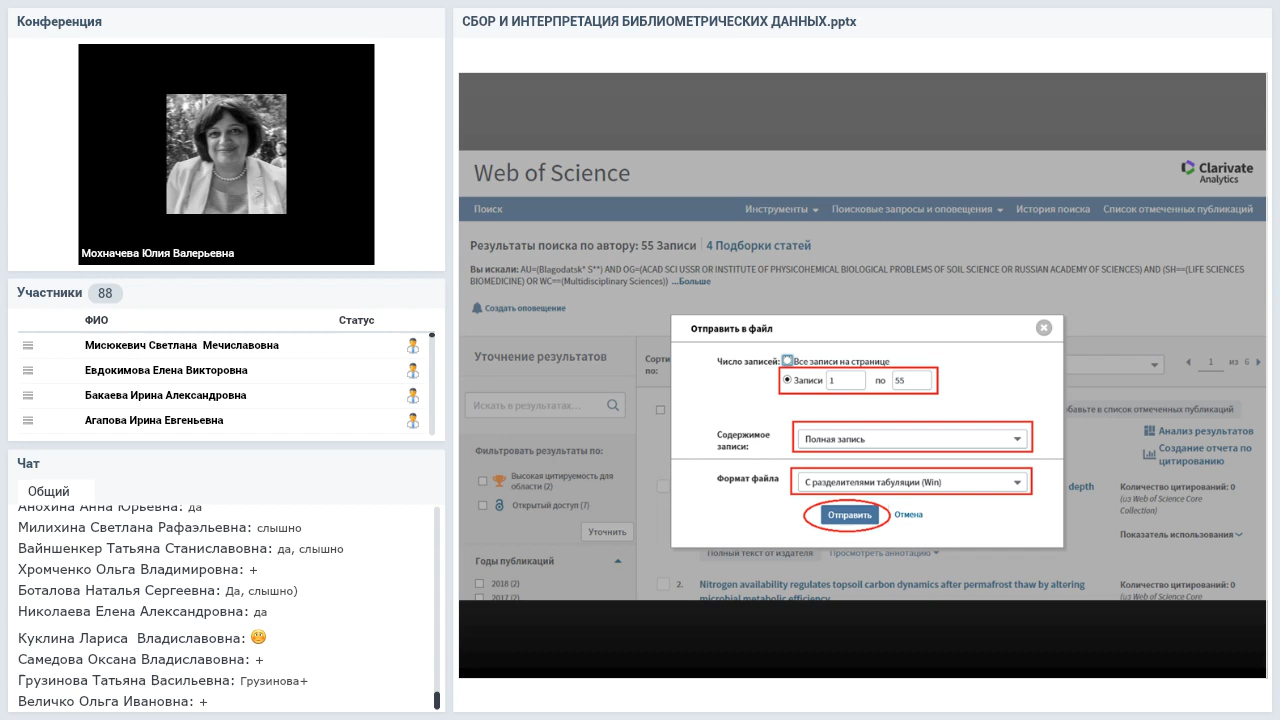 Конференция
Мохначева Юлия Валерьевна
Участники 88
ФИО Статус
Мисюкевич Светлана Мечиславовна
Евдокимова Елена Викторовна
Бакаева Ирина Александровна
Агапова Ирина Евгеньевна
Чат
Общий
Анохина Анна Юрьевна: да
Милихина Светлана Рафаэльевна: слышно
Вайншенкер Татьяна Станиславовна: да, слышно
Хромченко Ольга Владимировна: +
Боталова Наталья Сергеевна: Да, слышно)
Николаева Елена Александровна: да
Куклина Лариса Владиславовна:
Самедова Оксана Владиславовна: +
Грузинова Татьяна Васильевна: Грузинова+
Величко Ольга Ивановна: +
СБОР И ИНТЕРПРЕТАЦИЯ БИБЛИОМЕТРИЧЕСКИХ ДАННЫХ.pptx
Web of Science
Clarivate
Analytics
Поиск Инструменты Поисковые запросы и оповещения История поиска Список отмеченных публикаций
Результаты поиска по автору: 55 Записи 4 Подборки статей
Вы искали: AU=(Blagodatsk* S**) AND OG=(ACAD SCI USSR OR INSTITUTE OF PHYSICOHEMICAL BIOLOGICAL PROBLEMS OF SOIL SCIENCE OR RUSSIAN ACADEMY OF SCIENCES) AND (SH==(LIFE SCIENCES
BIOMEDICINE) OR WC==(Multidisciplinary Sciences)) ...Больше
Создать оповещение
Уточнение результатов
Искать в результатах...
Фильтровать результаты по:
Высокая цитируемость для
области (2)
Открытый доступ (7)
Уточнить
Годы публикаций
2018 (2)
2017 (2)
Сорти
по:
1 из 6
Отправить в файл
Число записей: Все записи на странице
Записи 1 по 55
Содержимое
записи:
Полная запись
Формат файла
С разделителями табуляции (Win)
Отправить Отмена
обавьте в список отмеченных публикаций
Анализ результатов
Создание отчета по
цитированию
depth
Количество цитирований: 0
(из Web of Science Core
Collection)
Показатель использования
Полный текст от издателя Просмотреть аннотацию
2. Nitrogen availability regulates topsoil carbon dynamics after permafrost thaw by altering
microbial metabolic efficiency
Количество цитирований: 0
(из Web of Science Core